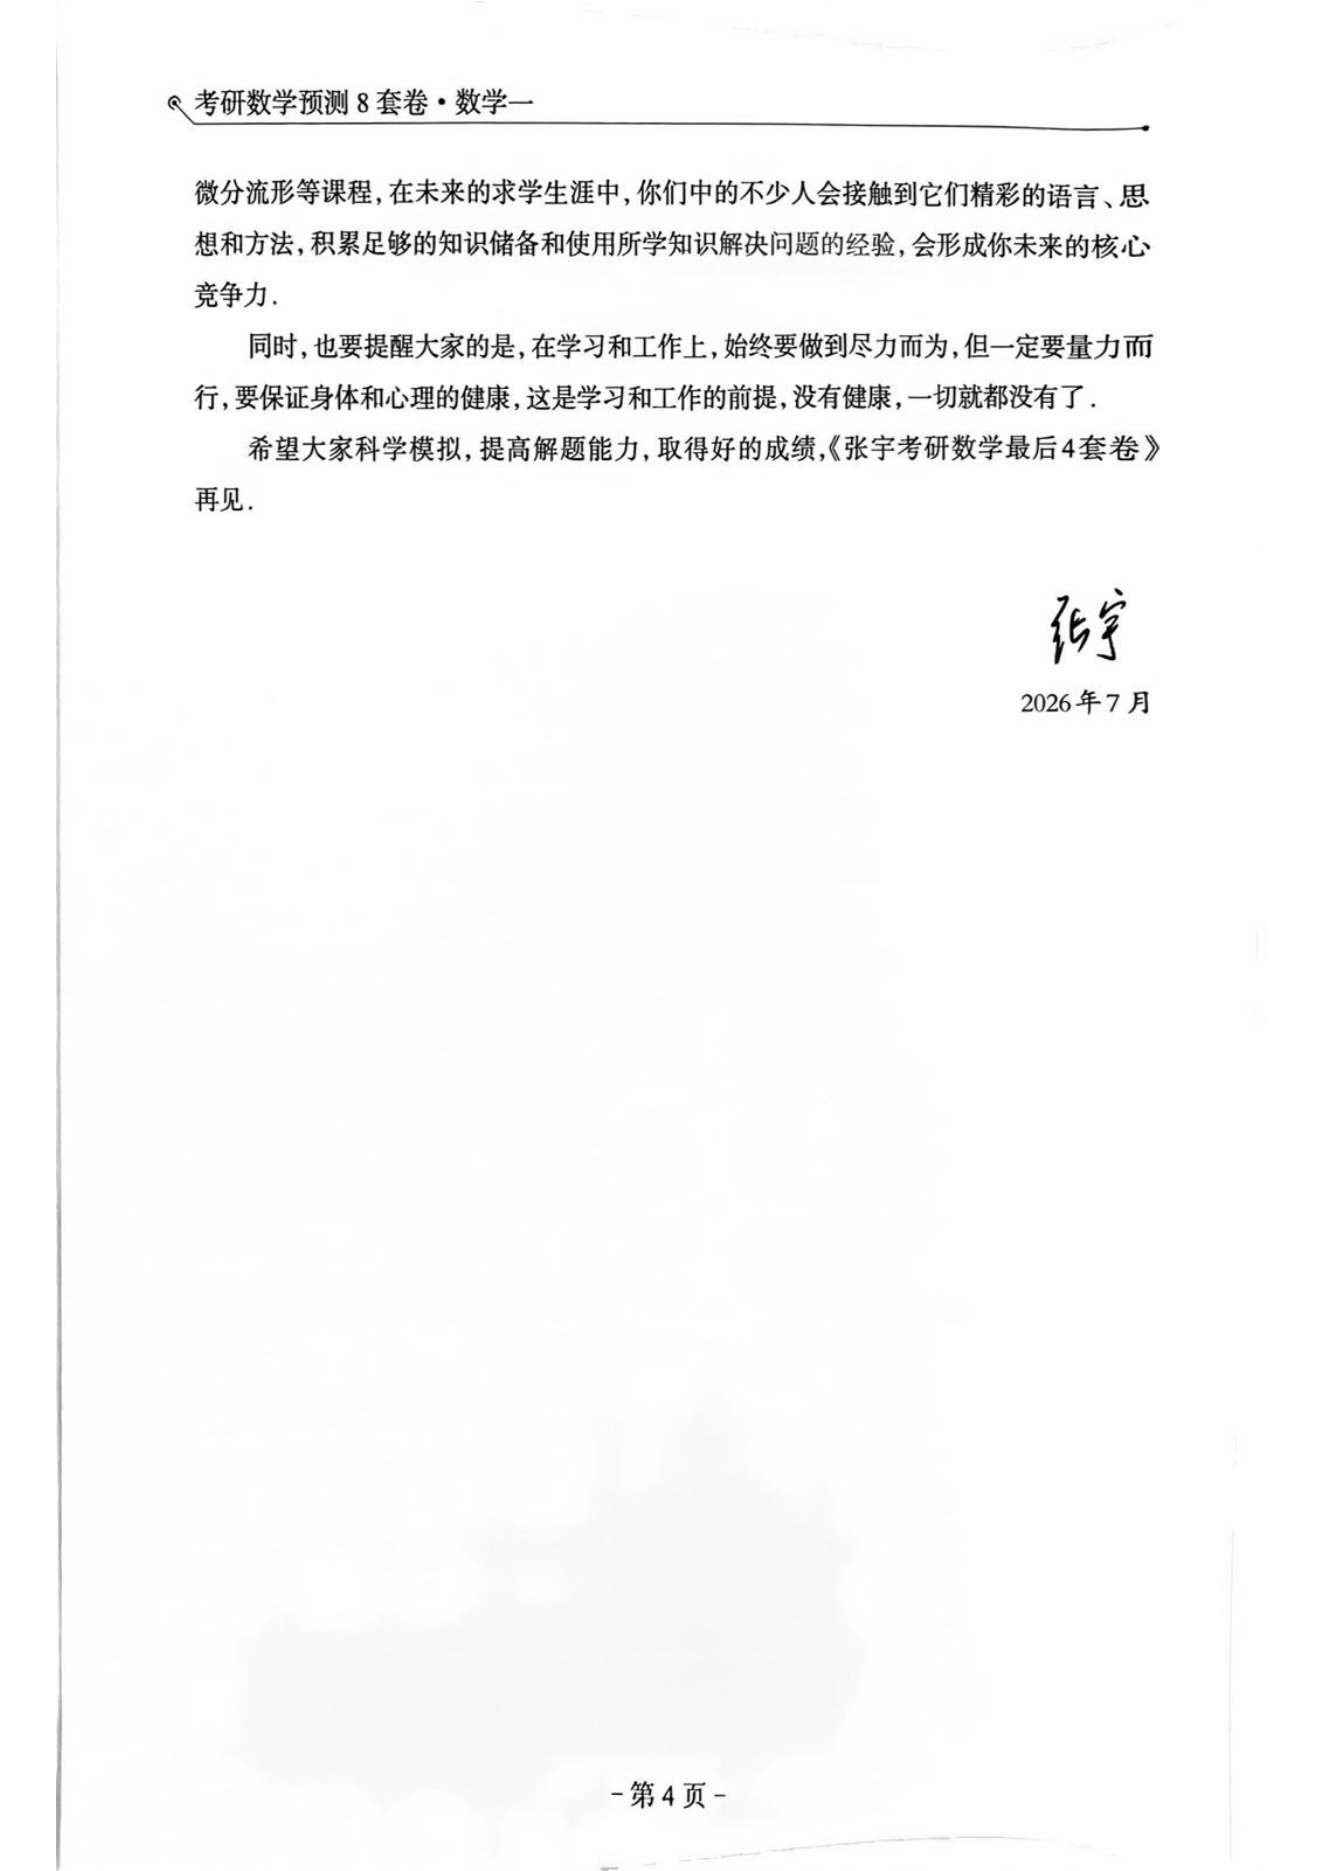 考研数学预测8套卷·数学一
微分流形等课程,在未来的求学生涯中,你们中的不少人会接触到它们精彩的语言、思
想和方法,积累足够的知识储备和使用所学知识解决问题的经验,会形成你未来的核心
竞争力.
同时,也要提醒大家的是,在学习和工作上,始终要做到尽力而为,但一定要量力而
行,要保证身体和心理的健康,这是学习和工作的前提,没有健康,一切就都没有了.
希望大家科学模拟,提高解题能力,取得好的成绩,《张宇考研数学最后4套卷》
再见.
张宇
2026年7月
-第4页-